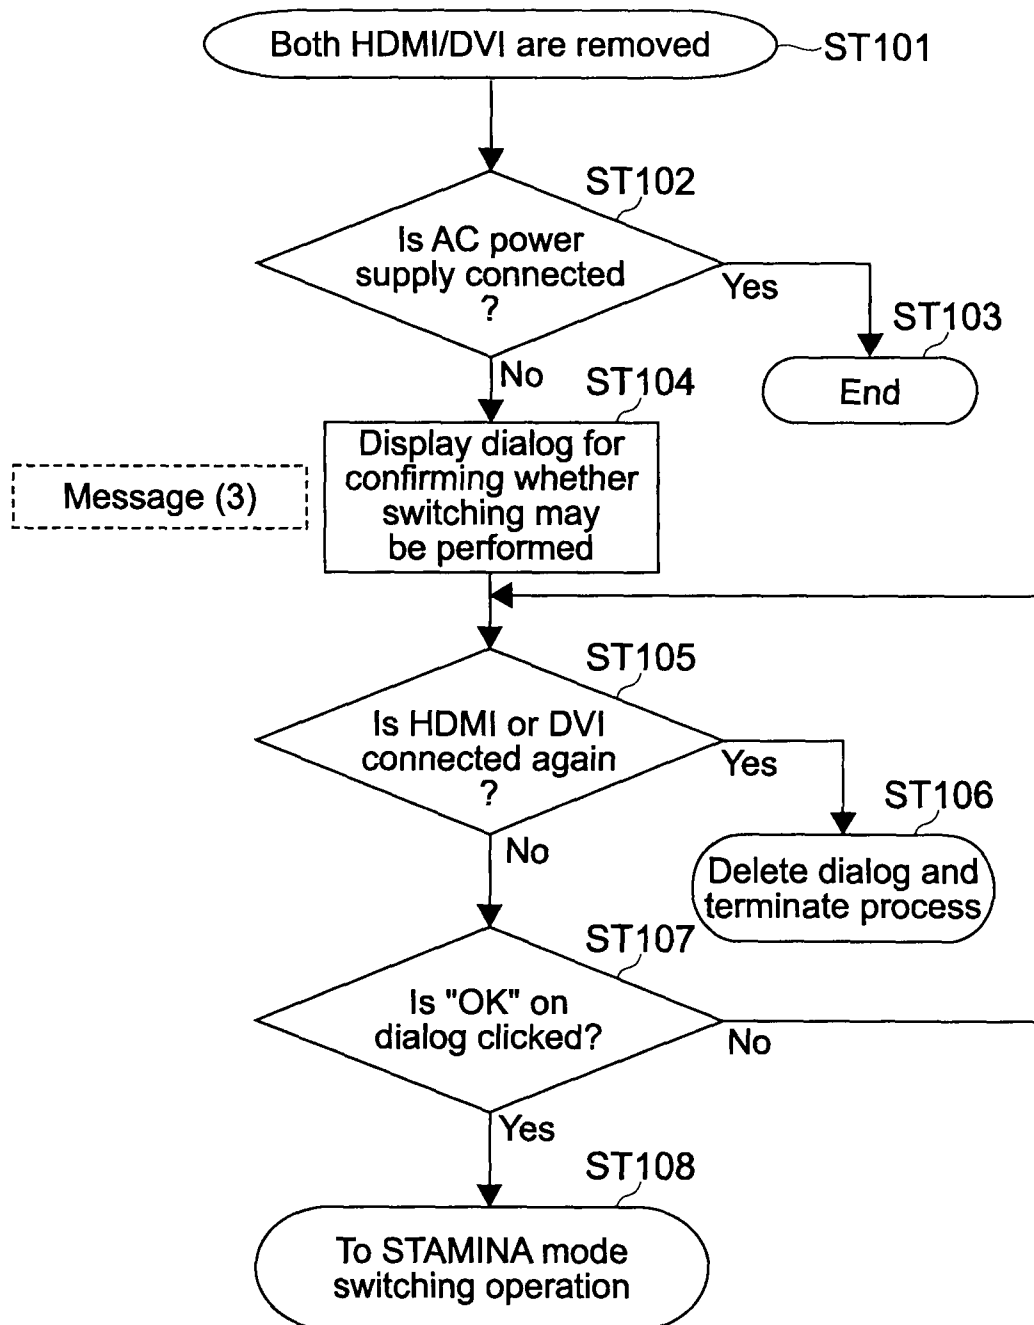 Both HDMI/DVI are removed
ST101
ST102
Is AC power
supply connected
?
Yes
ST103
End
No
ST104
Display dialog for
confirming whether
switching may
be performed
Message (3)
ST105
Is HDMI or DVI
connected again
?
Yes
ST106
Delete dialog and
terminate process
No
ST107
Is "OK" on
dialog clicked?
No
Yes
ST108
To STAMINA mode
switching operation